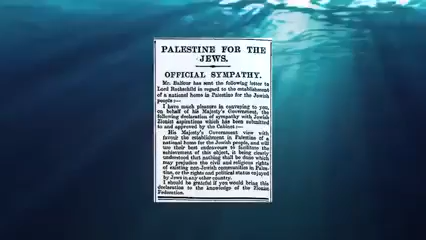 PALESTINE FOR THE
JEWS.
OFFICIAL SYMPATHY.
Mr. Balfour has sent the following letter to
Lord Rothschild in regard to the establishment
of a national home in Palestine for the Jewish
people :—
I have much pleasure in conveying to you,
on behalf of his Majesty's Government, the
following declaration of sympathy with Jewish
Zionist aspirations which has been submitted
to and approved by the Cabinet :—
His Majesty's Government view with
favour the establishment in Palestine of a
national home for the Jewish people, and will
use their best endeavours to facilitate the
achievement of this object, it being clearly
understood that nothing shall be done which
may prejudice the civil and religious rights
of existing non-Jewish communities in Pales-
tine, or the rights and political status enjoyed
by Jews in any other country.
I should be grateful if you would bring this
declaration to the knowledge of the Zionist
Federation.